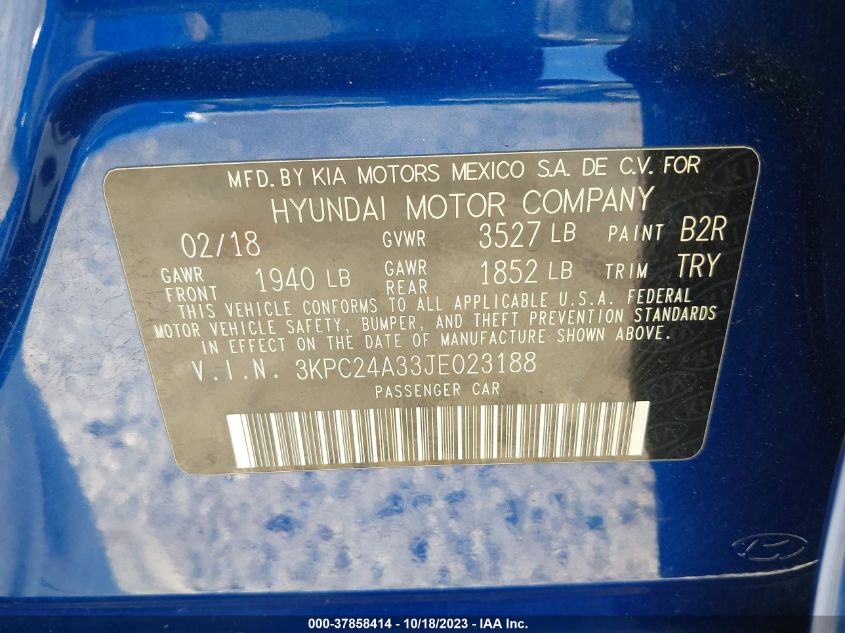 MFD. BY KIA MOTORS MEXICO S.A. DE C.V. FOR
HYUNDAI MOTOR COMPANY
02/18 GVWR 3527 LB PAINT B2R
GAWR FRONT 1940 LB GAWR REAR 1852 LB TRIM TRY
THIS VEHICLE CONFORMS TO ALL APPLICABLE U.S.A. FEDERAL
MOTOR VEHICLE SAFETY, BUMPER, AND THEFT PREVENTION STANDARDS
IN EFFECT ON THE DATE OF MANUFACTURE SHOWN ABOVE.
V.I.N. 3KPC24A33JE023188
PASSENGER CAR
000-37858414 - 10/18/2023 - IAA Inc.